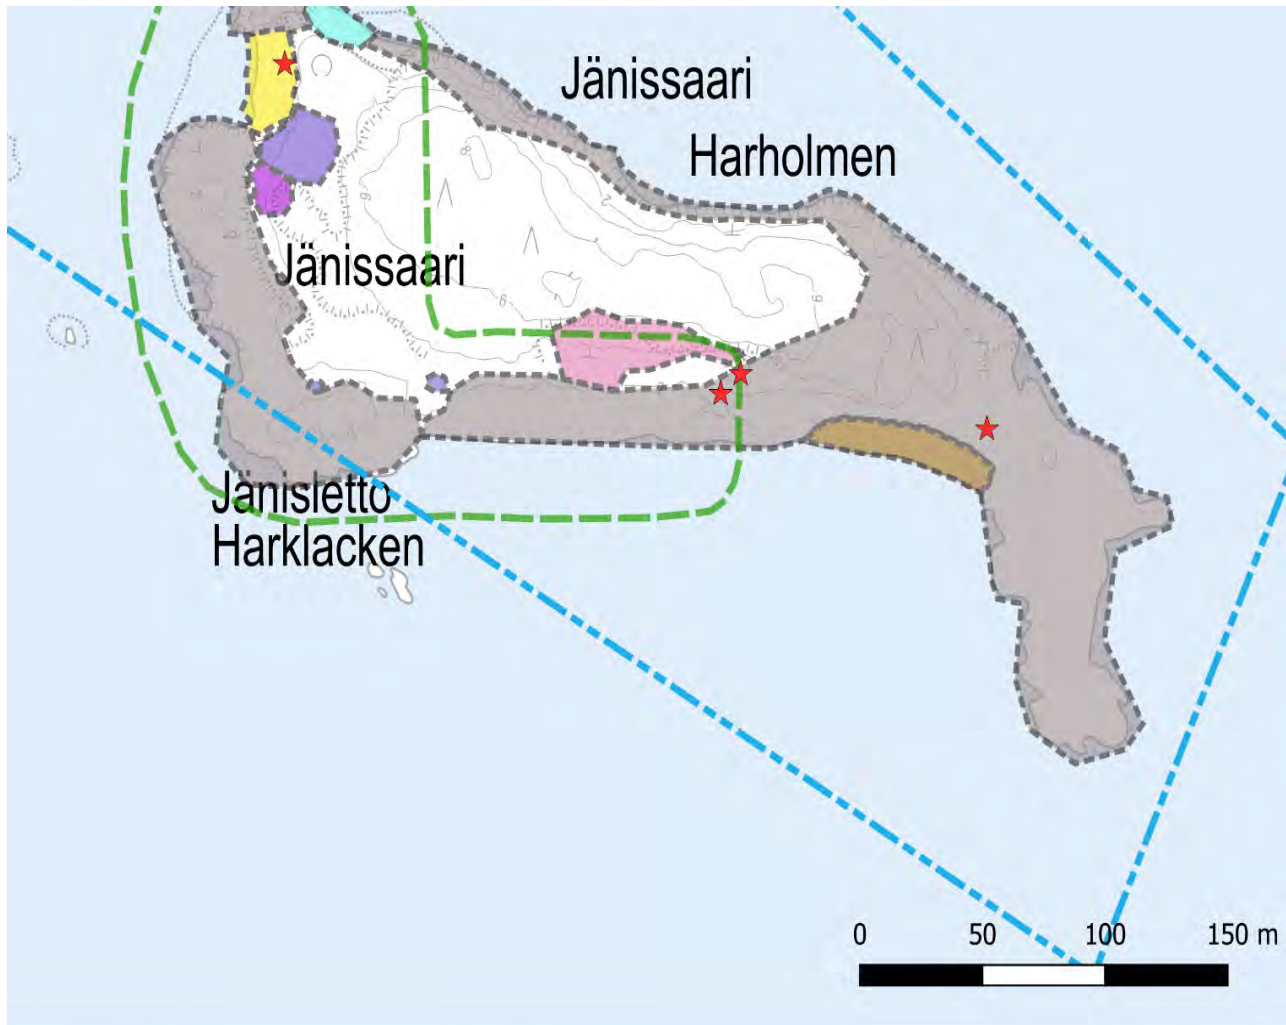 Jänissaari
Harholmen
Jänissaari
Jänisletto
Harklacken
0 50 100 150 m